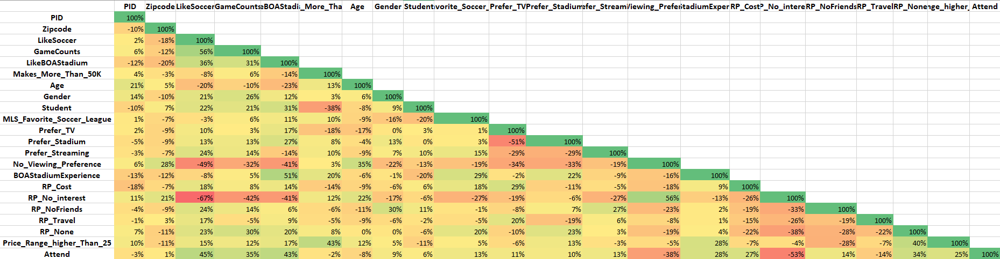 PID Zipcode LikeSoccer GameCounts eBOAStadi s_More_Tha Age Gender Student vorite_Soccer_ Prefer_TV Prefer_Stadium efer_Streami Viewing_Prefe StadiumExper RP_Cost P_No_intere RP_NoFriends RP_Travel RP_None ge_higher_ Attend
PID 100%
Zipcode -10% 100%
LikeSoccer 2% -18% 100%
GameCounts 6% -12% 56% 100%
LikeBOAStadium -12% -20% 36% 31% 100%
Makes_More_Than_50K 4% -3% -8% 6% -14% 100%
Age 21% 5% -20% -10% -23% 13% 100%
Gender 14% -10% 21% 26% 12% 3% 6% 100%
Student -10% 7% 22% 21% 31% -38% -8% 9% 100%
MLS_Favorite_Soccer_League 1% -7% -3% 6% 11% 10% -9% -16% -20% 100%
Prefer_TV 2% -9% 10% 3% 17% -18% -17% 0% 3% 1% 100%
Prefer_Stadium -5% -9% 13% 13% 27% 8% -4% 13% 0% 3% -51% 100%
Prefer_Streaming -3% -7% 24% 14% -14% 10% -9% 7% 10% 15% -29% -29% 100%
No_Viewing_Preference 6% 28% -49% -32% -41% 3% 35% -22% -13% -19% -34% -33% -19% 100%
BOAStadiumExperience -13% -12% -8% 5% 51% 20% -6% -1% -20% 29% -2% 22% -9% -16% 100%
RP_Cost -18% -7% 18% 8% 14% -14% -9% -6% 6% 18% 29% -11% -5% -18% 9% 100%
RP_No_interest 11% 21% -67% -42% -41% 12% 22% -17% -6% -27% -19% -6% -27% 56% -13% -26% 100%
RP_NoFriends -4% -9% 24% 14% 6% -6% -11% 30% 11% -1% -8% 7% 27% -23% 2% -19% -33% 100%
RP_Travel -1% 3% 17% -5% 9% -5% -9% -6% -2% -5% 20% -19% 6% -8% 1% -15% -26% -19% 100%
RP_None 7% -11% 23% 30% 20% 8% 0% 0% -6% 20% -10% 23% 3% -19% 4% -22% -38% -28% -22% 100%
Price_Range_higher_Than_25 10% -11% 15% 12% 17% 43% 12% 5% -11% 5% -6% 13% -3% -5% 28% -7% -4% -28% -7% 40% 100%
Attend -3% 1% 45% 35% 43% -2% -8% 9% 6% 13% 11% 10% 13% -38% 28% 27% -53% 14% -14% 34% 25% 100%